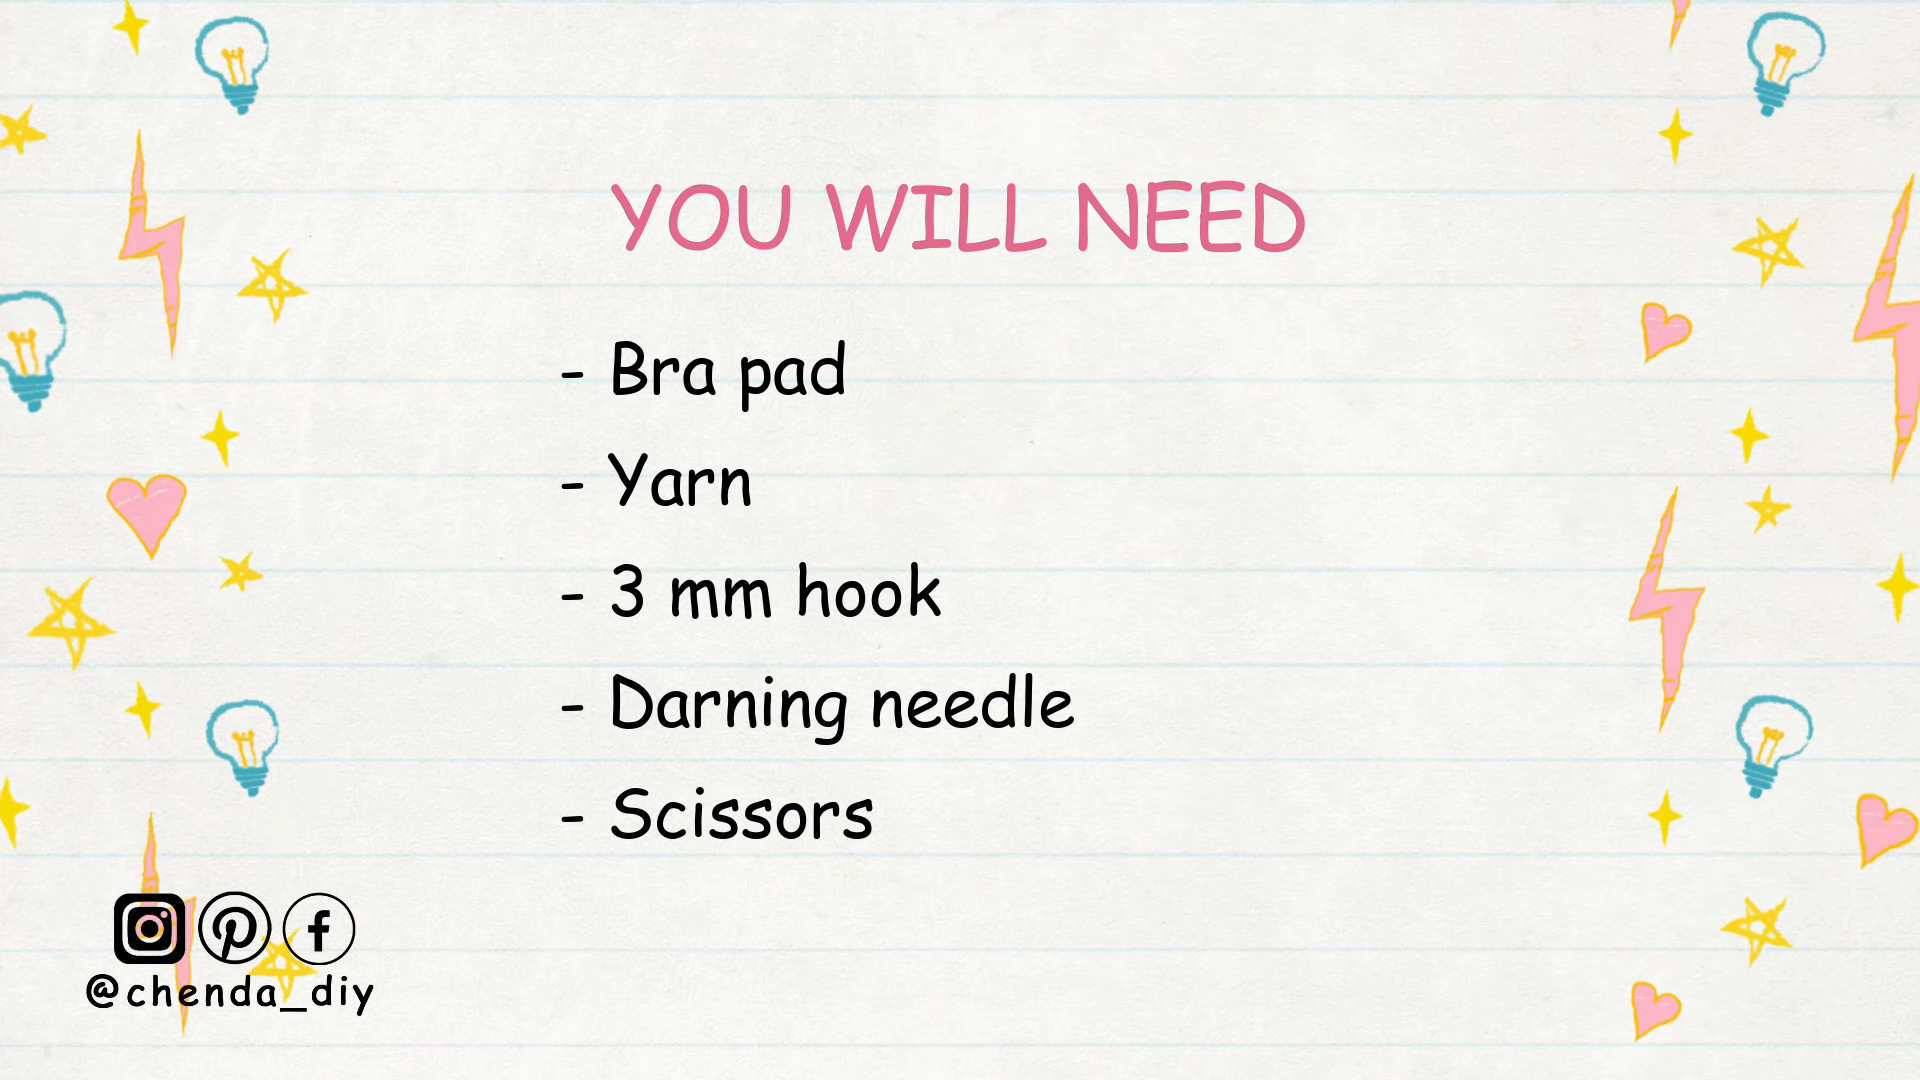 YOU WILL NEED
- Bra pad
- Yarn
- 3 mm hook
- Darning needle
- Scissors
@chenda_diy